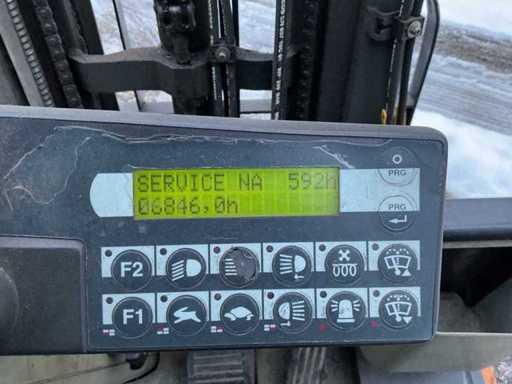 SERVICE NA 592h
06846,0h
O
PRG
PRG
F2
F1